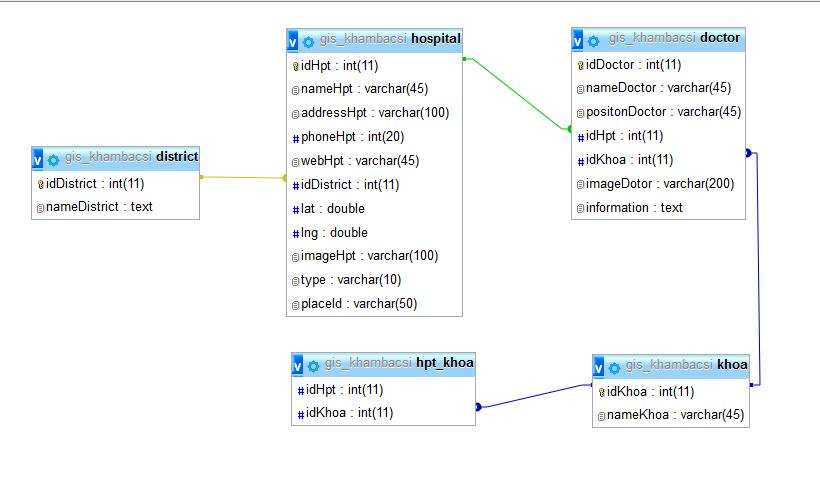 gis_khambacsi hospital
idHpt : int(11)
nameHpt : varchar(45)
addressHpt : varchar(100)
phoneHpt : int(20)
webHpt : varchar(45)
idDistrict : int(11)
lat : double
lng : double
imageHpt : varchar(100)
type : varchar(10)
placeId : varchar(50)
gis_khambacsi doctor
idDoctor : int(11)
nameDoctor : varchar(45)
positonDoctor : varchar(45)
idHpt : int(11)
idKhoa : int(11)
imageDotor : varchar(200)
information : text
gis_khambacsi district
idDistrict : int(11)
nameDistrict : text
gis_khambacsi hpt_khoa
idHpt : int(11)
idKhoa : int(11)
gis_khambacsi khoa
idKhoa : int(11)
nameKhoa : varchar(45)